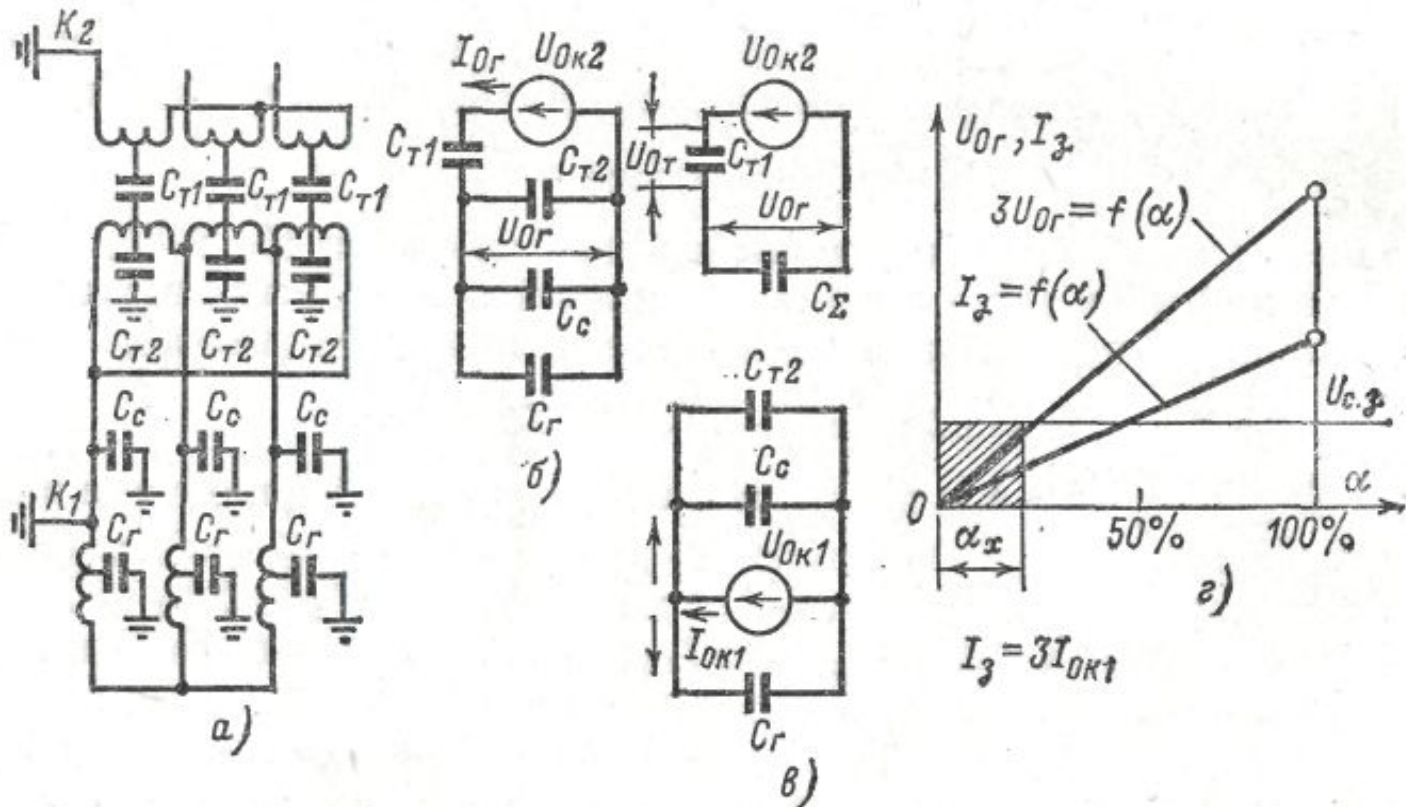 К2
Cт1 Cт1 Cт1
Cт2 Cт2 Cт2
Cс Cс Cс
К1
Cг Cг Cг
а)
I0г U0к2
Cт1 Cт2
U0г
Cс
Cг
б)
U0к2
U0т Cт1
U0г
CΣ
Cт2
Cс
U0к1
I0к1
Cг
в)
U0г, Iз
3U0г = f(α)
Iз = f(α)
Uс.з.
α
0 αх 50% 100%
г)
Iз = 3I0к1